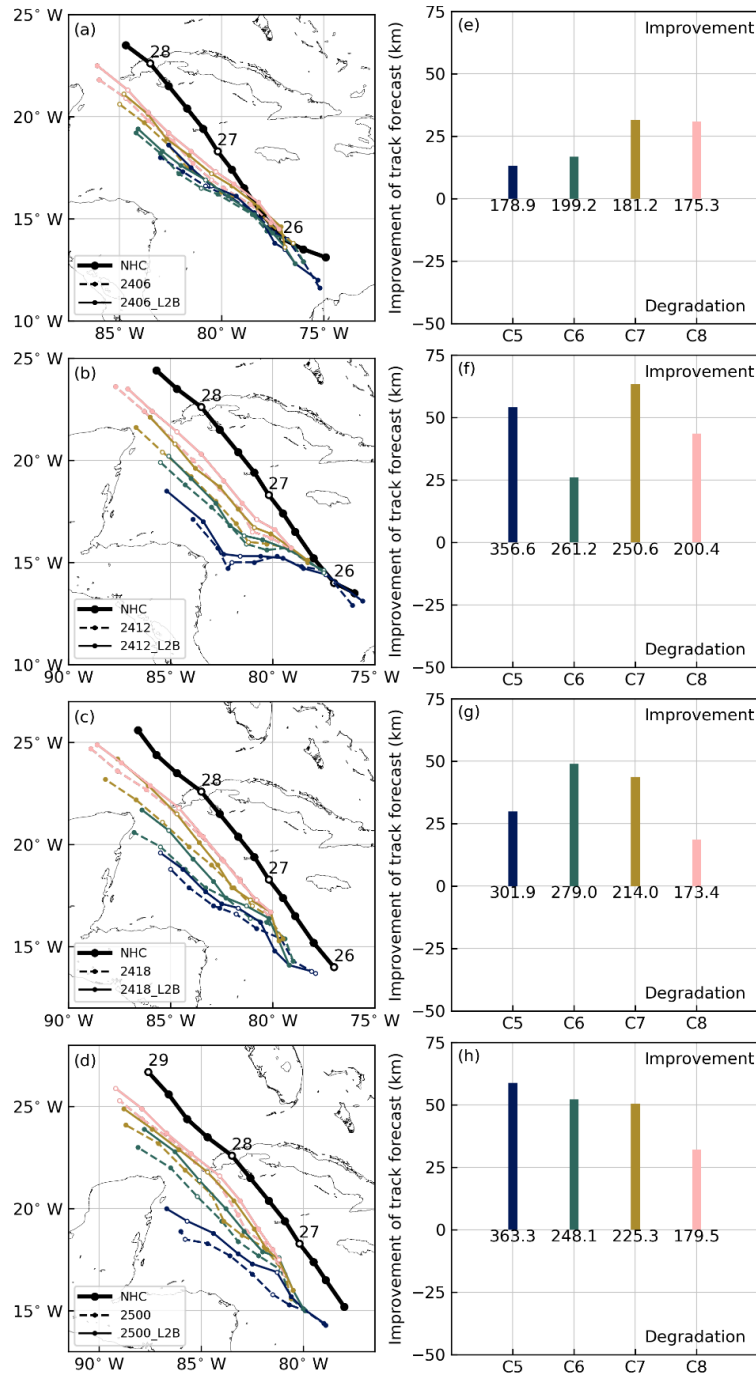 (a)
28
27
26
25° W
20° W
15° W
10° W
85° W
80° W
75° W
NHC
2406
2406_L2B
(e)
Improvement
Degradation
Improvement of track forecast (km)
75
50
25
0
−25
−50
178.9
199.2
181.2
175.3
C5
C6
C7
C8
(b)
28
27
26
25° W
20° W
15° W
10° W
90° W
85° W
80° W
75° W
NHC
2412
2412_L2B
(f)
Improvement
Degradation
Improvement of track forecast (km)
75
50
25
0
−25
−50
356.6
261.2
250.6
200.4
C5
C6
C7
C8
(c)
28
27
26
25° W
20° W
15° W
10° W
90° W
85° W
80° W
75° W
NHC
2418
2418_L2B
(g)
Improvement
Degradation
Improvement of track forecast (km)
75
50
25
0
−25
−50
301.9
279.0
214.0
173.4
C5
C6
C7
C8
(d)
29
28
27
25° W
20° W
15° W
90° W
85° W
80° W
NHC
2500
2500_L2B
(h)
Improvement
Degradation
Improvement of track forecast (km)
75
50
25
0
−25
−50
363.3
248.1
225.3
179.5
C5
C6
C7
C8